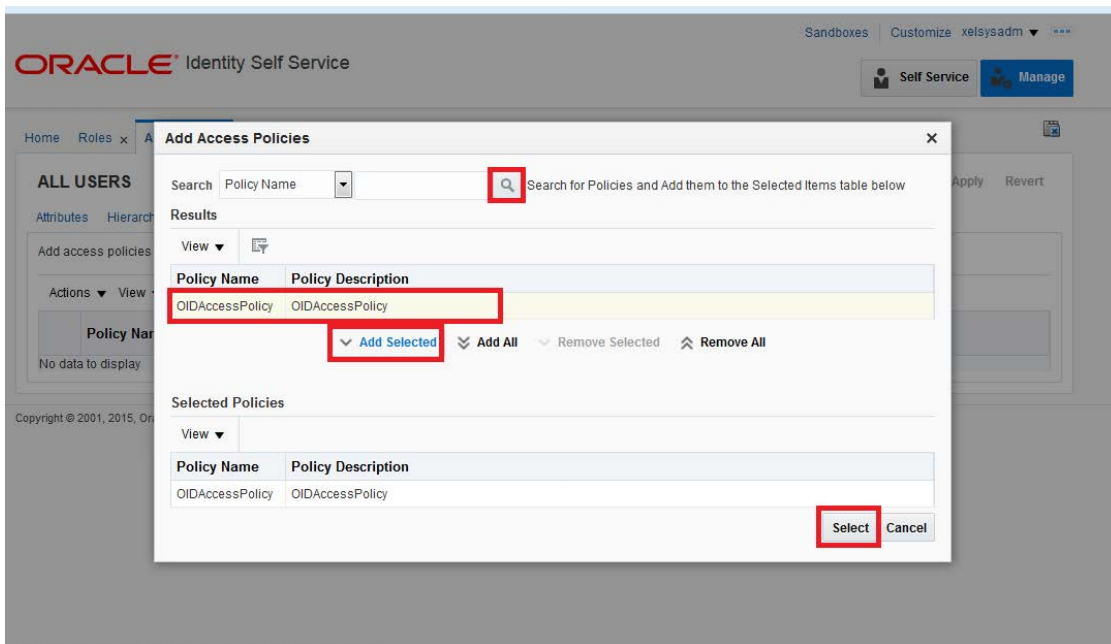 Sandboxes Customize xelsysadm
ORACLE Identity Self Service
Self Service Manage
Home Roles x A
Add Access Policies
ALL USERS
Search Policy Name Search for Policies and Add them to the Selected Items table below
Apply Revert
Attributes Hierarch
Results
Add access policies
View
Actions View
Policy Name Policy Description
OIDAccessPolicy OIDAccessPolicy
Policy Nar
Add Selected Add All Remove Selected Remove All
No data to display
Selected Policies
Copyright © 2001, 2015, Ora
View
Policy Name Policy Description
OIDAccessPolicy OIDAccessPolicy
Select Cancel